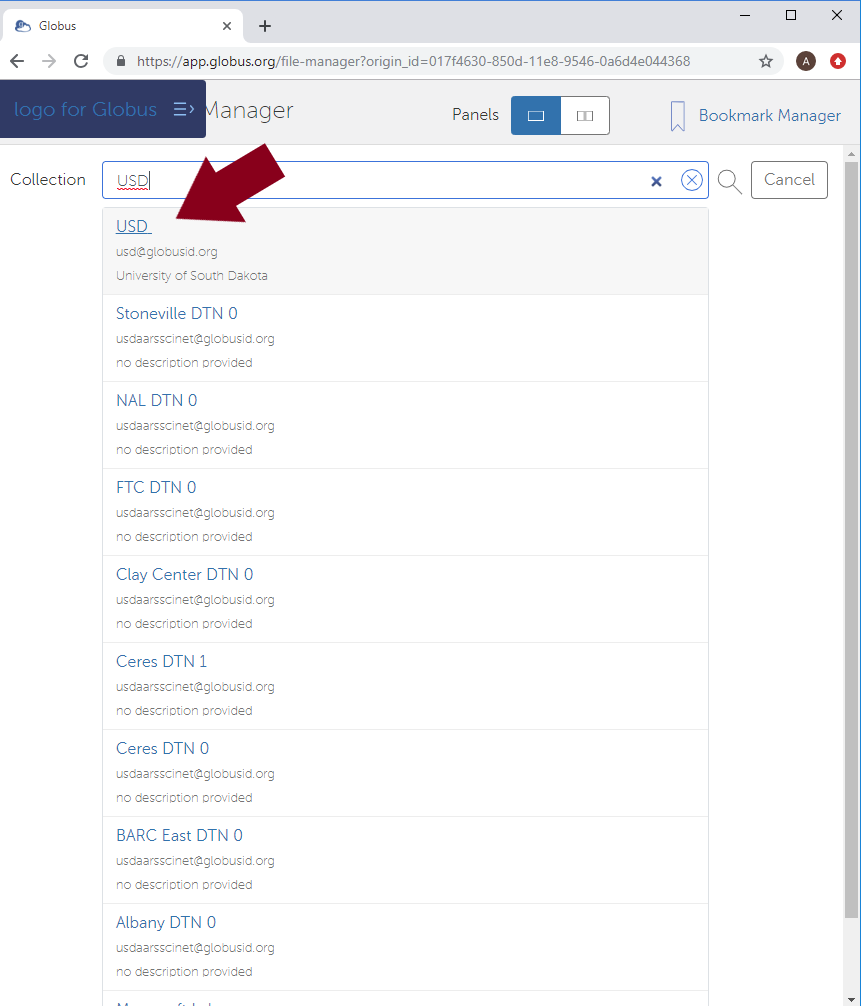 Globus
https://app.globus.org/file-manager?origin_id=017f4630-850d-11e8-9546-0a6d4e044368
A
logo for Globus
Manager
Panels
Bookmark Manager
Collection
USD
Cancel
USD
usd@globusid.org
University of South Dakota
Stoneville DTN 0
usdaarsscinet@globusid.org
no description provided
NAL DTN 0
usdaarsscinet@globusid.org
no description provided
FTC DTN 0
usdaarsscinet@globusid.org
no description provided
Clay Center DTN 0
usdaarsscinet@globusid.org
no description provided
Ceres DTN 1
usdaarsscinet@globusid.org
no description provided
Ceres DTN 0
usdaarsscinet@globusid.org
no description provided
BARC East DTN 0
usdaarsscinet@globusid.org
no description provided
Albany DTN 0
usdaarsscinet@globusid.org
no description provided